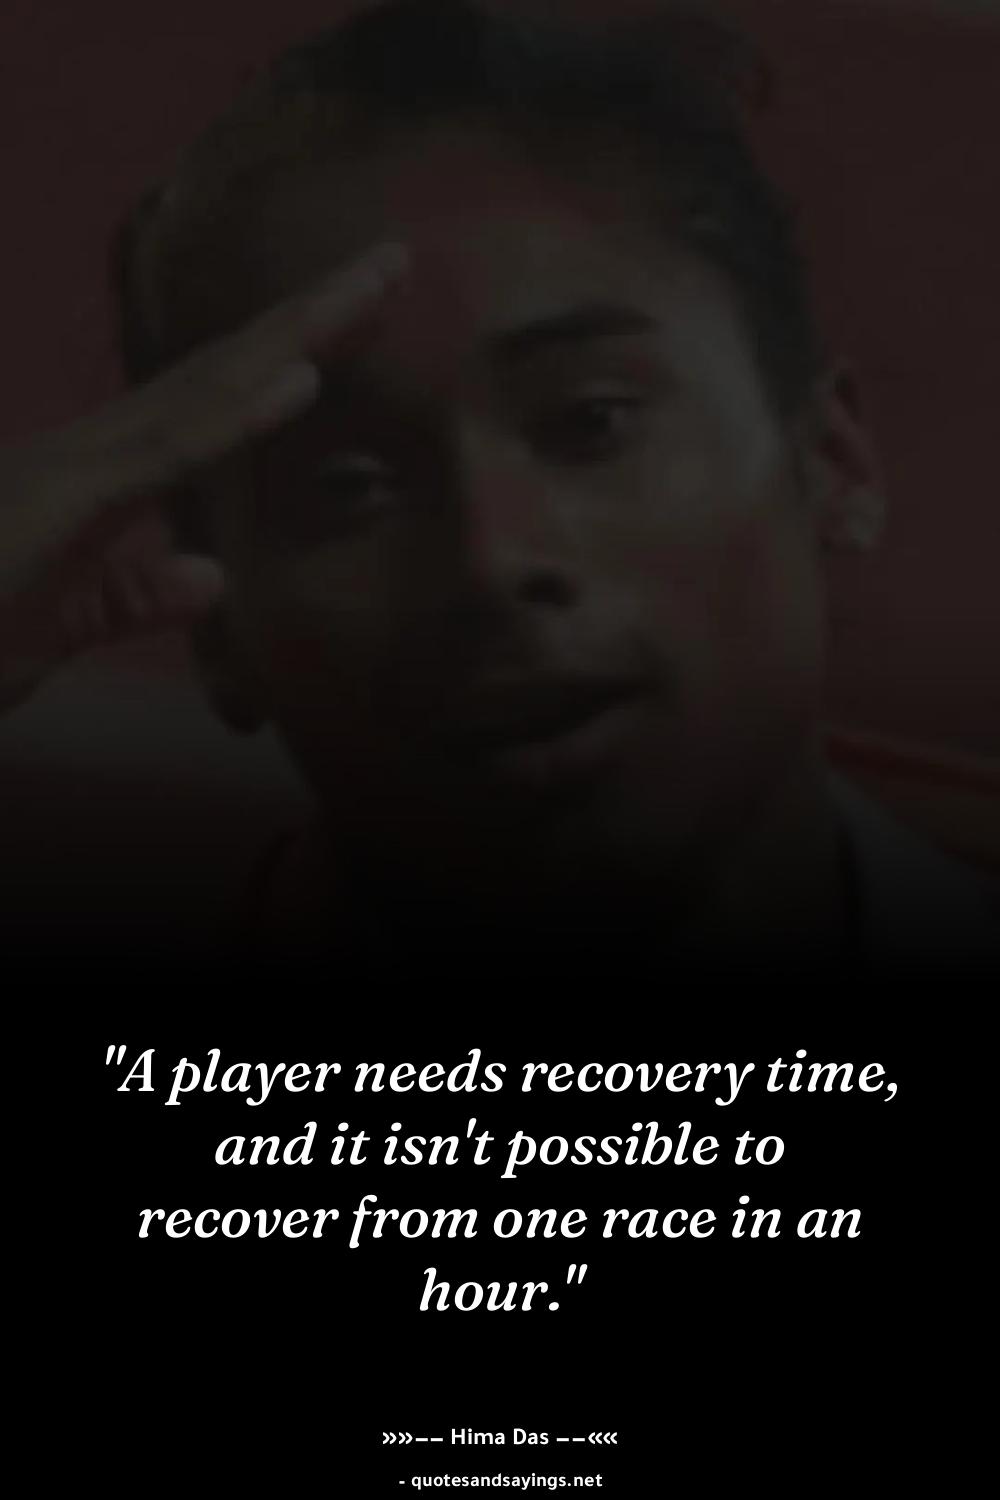 "A player needs recovery time,
and it isn't possible to
recover from one race in an
hour."
»»−− Hima Das −−««
- quotesandsayings.net